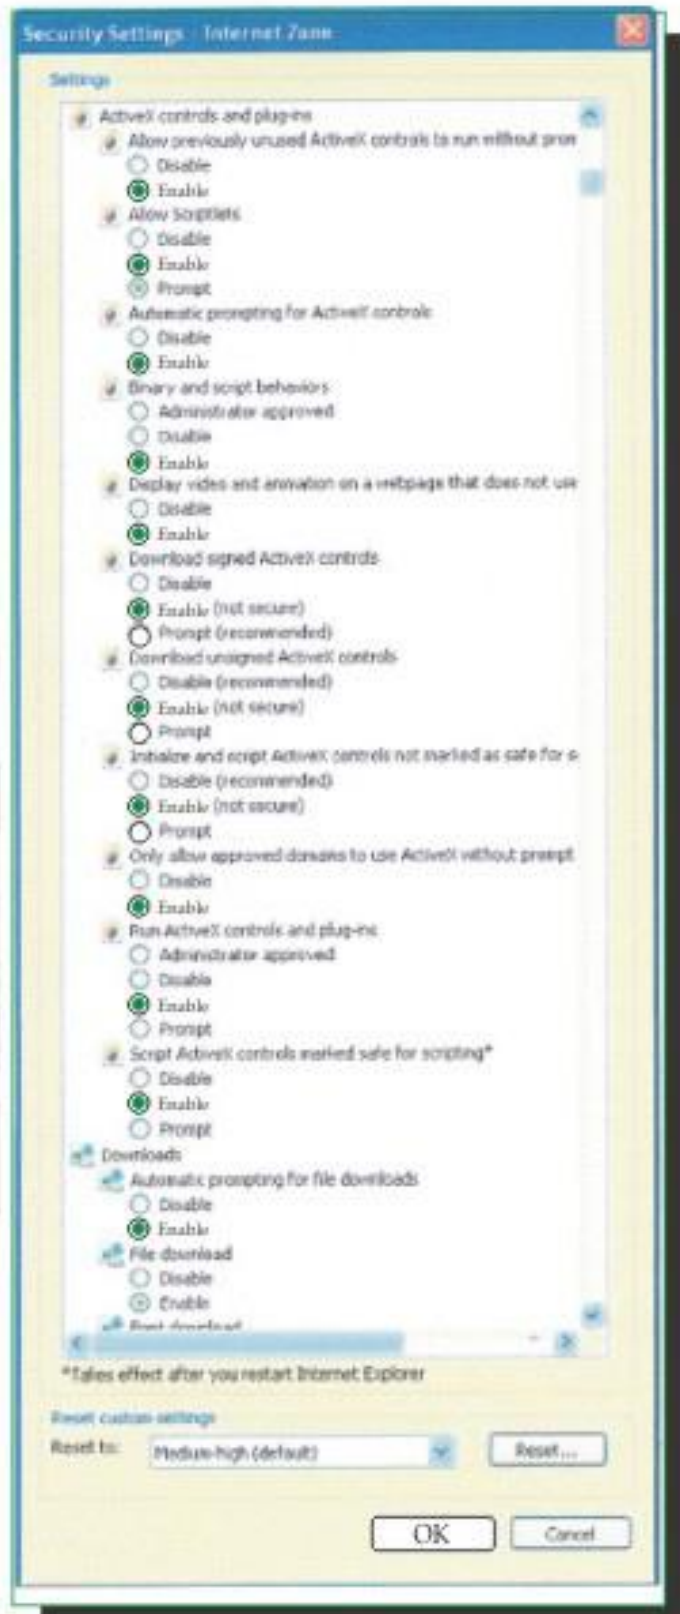 Security Settings - Internet Zone
Settings
ActiveX controls and plug-ins
Allow previously unused ActiveX controls to run without prom
Disable
Enable
Allow Scriptlets
Disable
Enable
Prompt
Automatic prompting for ActiveX controls
Disable
Enable
Binary and script behaviors
Administrator approved
Disable
Enable
Display video and animation on a webpage that does not use
Disable
Enable
Download signed ActiveX controls
Disable
Enable (not secure)
Prompt (recommended)
Download unsigned ActiveX controls
Disable (recommended)
Enable (not secure)
Prompt
Initialize and script ActiveX controls not marked as safe for s
Disable (recommended)
Enable (not secure)
Prompt
Only allow approved domains to use ActiveX without prompt
Disable
Enable
Run ActiveX controls and plug-ins
Administrator approved
Disable
Enable
Prompt
Script ActiveX controls marked safe for scripting*
Disable
Enable
Prompt
Downloads
Automatic prompting for file downloads
Disable
Enable
File download
Disable
Enable
Font download
*Takes effect after you restart Internet Explorer
Reset custom settings
Reset to: Medium-high (default) Reset...
OK Cancel